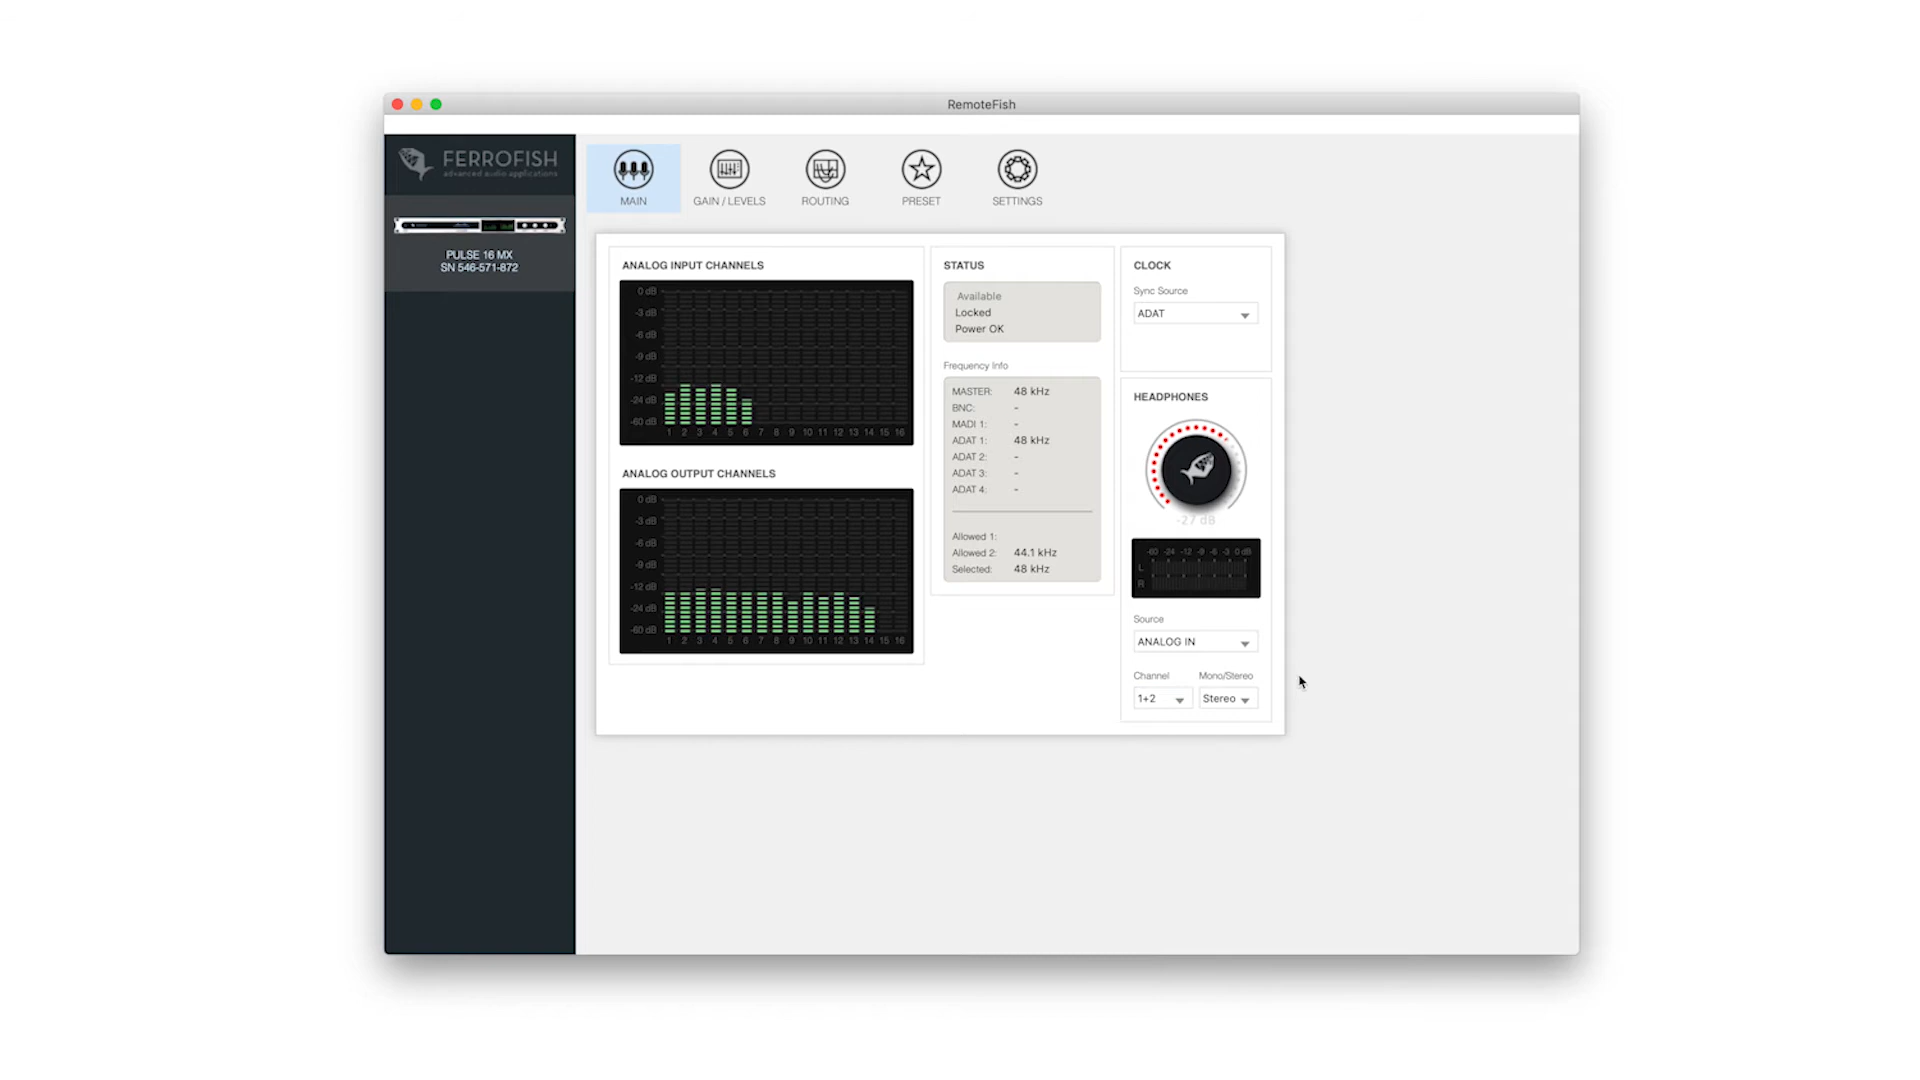 RemoteFish
FERROFISH
advanced audio applications
PULSE 16 MX
SN 546-571-872
MAIN
GAIN / LEVELS
ROUTING
PRESET
SETTINGS
ANALOG INPUT CHANNELS
0 dB
-3 dB
-6 dB
-9 dB
-12 dB
-24 dB
-60 dB
1 2 3 4 5 6 7 8 9 10 11 12 13 14 15 16
ANALOG OUTPUT CHANNELS
0 dB
-3 dB
-6 dB
-9 dB
-12 dB
-24 dB
-60 dB
1 2 3 4 5 6 7 8 9 10 11 12 13 14 15 16
STATUS
Available
Locked
Power OK
Frequency Info
MASTER: 48 kHz
BNC: -
MADI 1: -
ADAT 1: 48 kHz
ADAT 2: -
ADAT 3: -
ADAT 4: -
Allowed 1:
Allowed 2: 44.1 kHz
Selected: 48 kHz
CLOCK
Sync Source
ADAT
HEADPHONES
-27 dB
-60 -24 -12 -9 -6 -3 0 dB
L
R
Source
ANALOG IN
Channel Mono/Stereo
1+2 Stereo